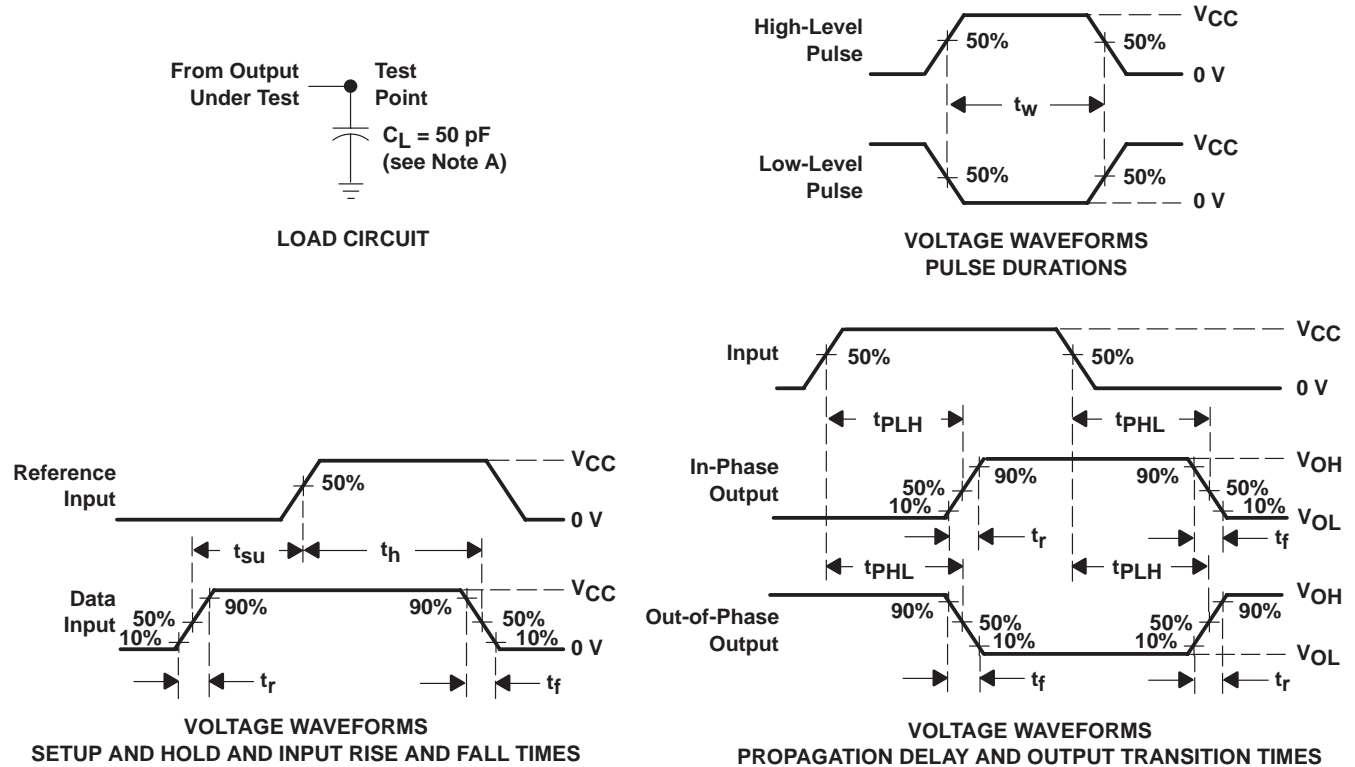 From Output
Under Test
Test
Point
CL = 50 pF
(see Note A)
LOAD CIRCUIT
High-Level
Pulse
50%
50%
VCC
0 V
tw
Low-Level
Pulse
50%
50%
VCC
0 V
VOLTAGE WAVEFORMS
PULSE DURATIONS
Reference
Input
50%
VCC
0 V
tsu
th
Data
Input
50%
10%
90%
90%
50%
10%
VCC
0 V
tr
tf
VOLTAGE WAVEFORMS
SETUP AND HOLD AND INPUT RISE AND FALL TIMES
Input
50%
50%
VCC
0 V
tPLH
tPHL
In-Phase
Output
50%
10%
90%
90%
50%
10%
VOH
VOL
tr
tf
tPHL
tPLH
Out-of-Phase
Output
90%
50%
10%
50%
10%
90%
VOH
VOL
tf
tr
VOLTAGE WAVEFORMS
PROPAGATION DELAY AND OUTPUT TRANSITION TIMES